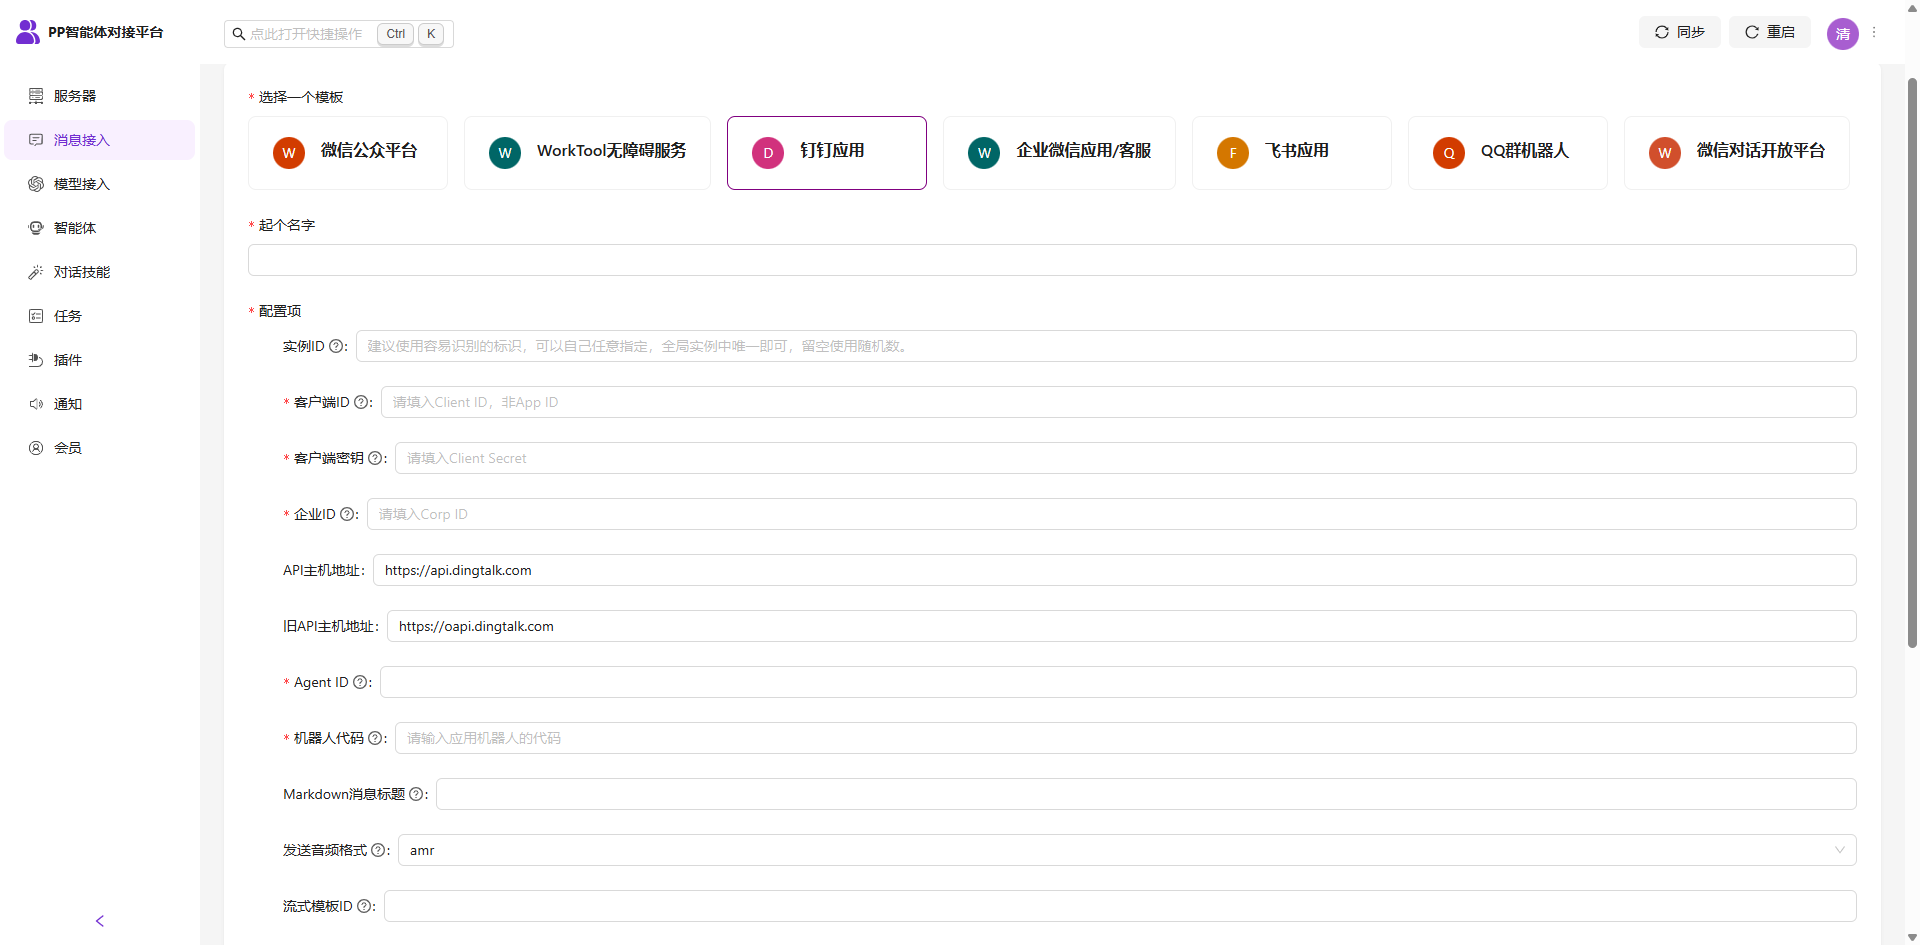 PP智能体对接平台
点此打开快捷操作 Ctrl K
同步
重启
清
服务器
消息接入
模型接入
智能体
对话技能
任务
插件
通知
会员
* 选择一个模板
W 微信公众平台
W WorkTool无障碍服务
D 钉钉应用
W 企业微信应用/客服
F 飞书应用
Q QQ群机器人
W 微信对话开放平台
* 起个名字
* 配置项
实例ID ? : 建议使用容易识别的标识，可以自己任意指定，全局实例中唯一即可，留空使用随机数。
* 客户端ID ? : 请填入Client ID，非App ID
* 客户端密钥 ? : 请填入Client Secret
* 企业ID ? : 请填入Corp ID
API主机地址 : https://api.dingtalk.com
旧API主机地址 : https://oapi.dingtalk.com
* Agent ID ? :
* 机器人代码 ? : 请输入应用机器人的代码
Markdown消息标题 ? :
发送音频格式 ? : amr
流式模板ID ? :